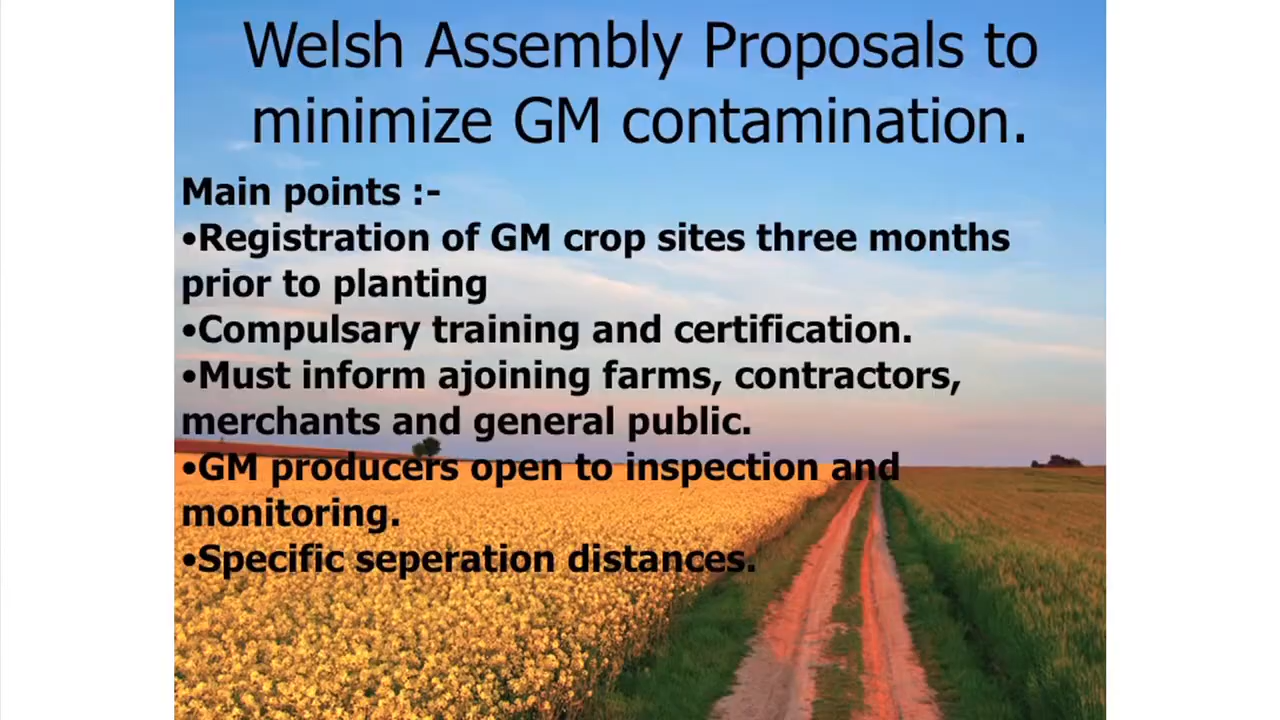 Welsh Assembly Proposals to
minimize GM contamination.
Main points :-
•Registration of GM crop sites three months
prior to planting
•Compulsary training and certification.
•Must inform ajoining farms, contractors,
merchants and general public.
•GM producers open to inspection and
monitoring.
•Specific seperation distances.